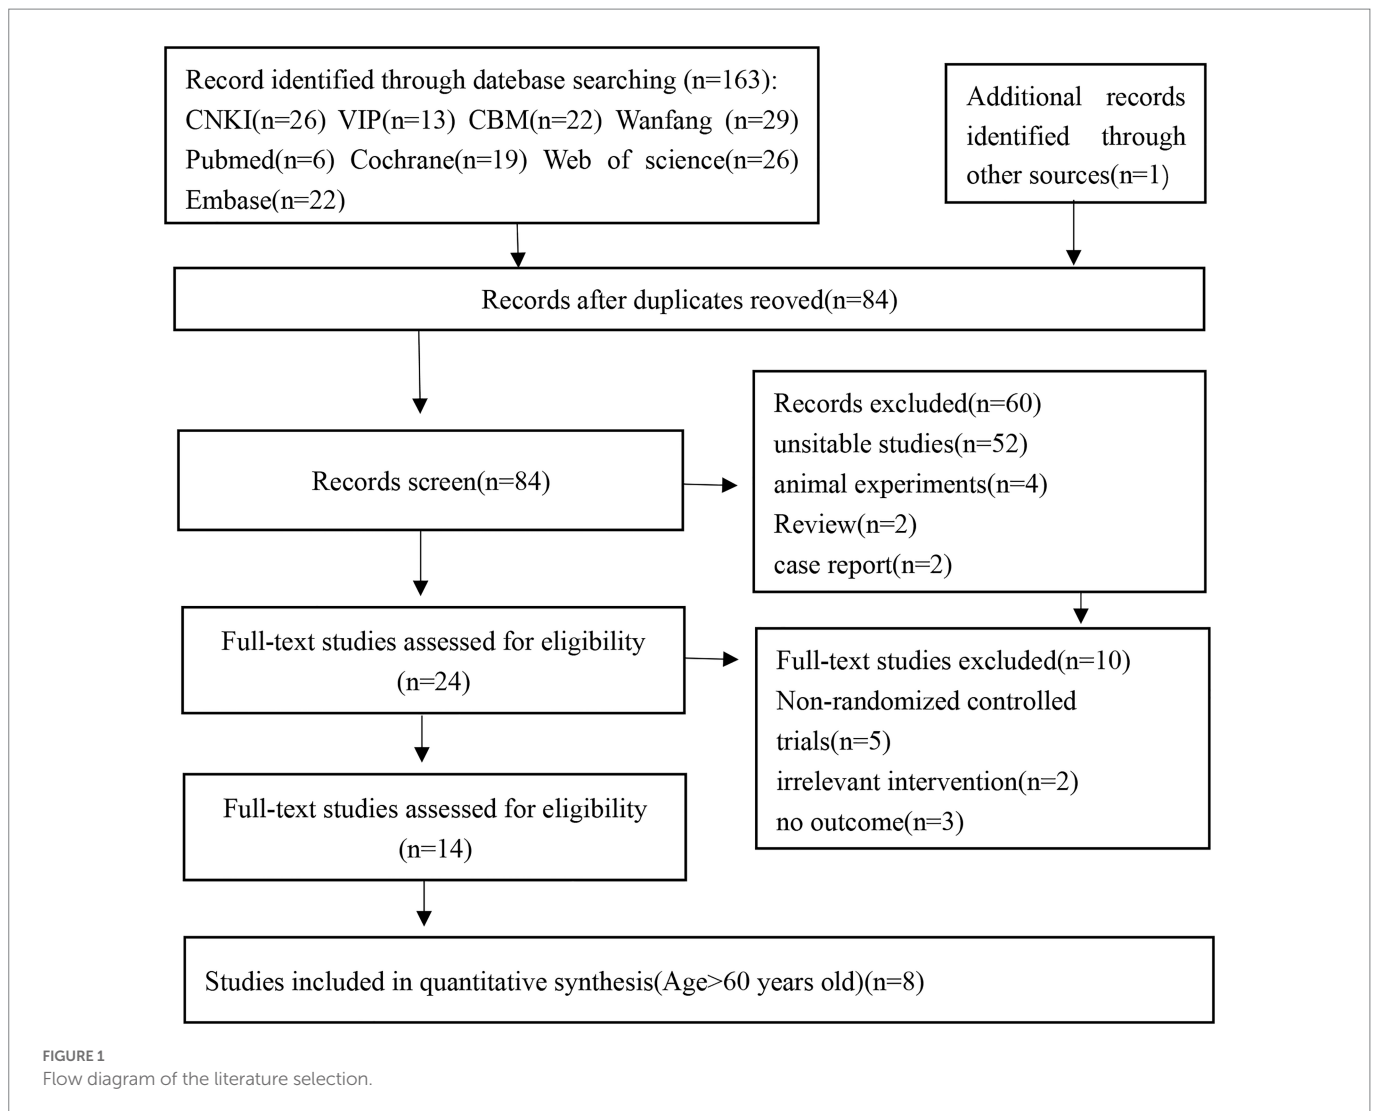 Record identified through datebase searching (n=163):
CNKI(n=26) VIP(n=13) CBM(n=22) Wanfang (n=29)
Pubmed(n=6) Cochrane(n=19) Web of science(n=26)
Embase(n=22)
Additional records
identified through
other sources(n=1)
Records after duplicates reoved(n=84)
Records screen(n=84)
Records excluded(n=60)
unsitable studies(n=52)
animal experiments(n=4)
Review(n=2)
case report(n=2)
Full-text studies assessed for eligibility
(n=24)
Full-text studies excluded(n=10)
Non-randomized controlled
trials(n=5)
irrelevant intervention(n=2)
no outcome(n=3)
Full-text studies assessed for eligibility
(n=14)
Studies included in quantitative synthesis(Age>60 years old)(n=8)
FIGURE 1
Flow diagram of the literature selection.